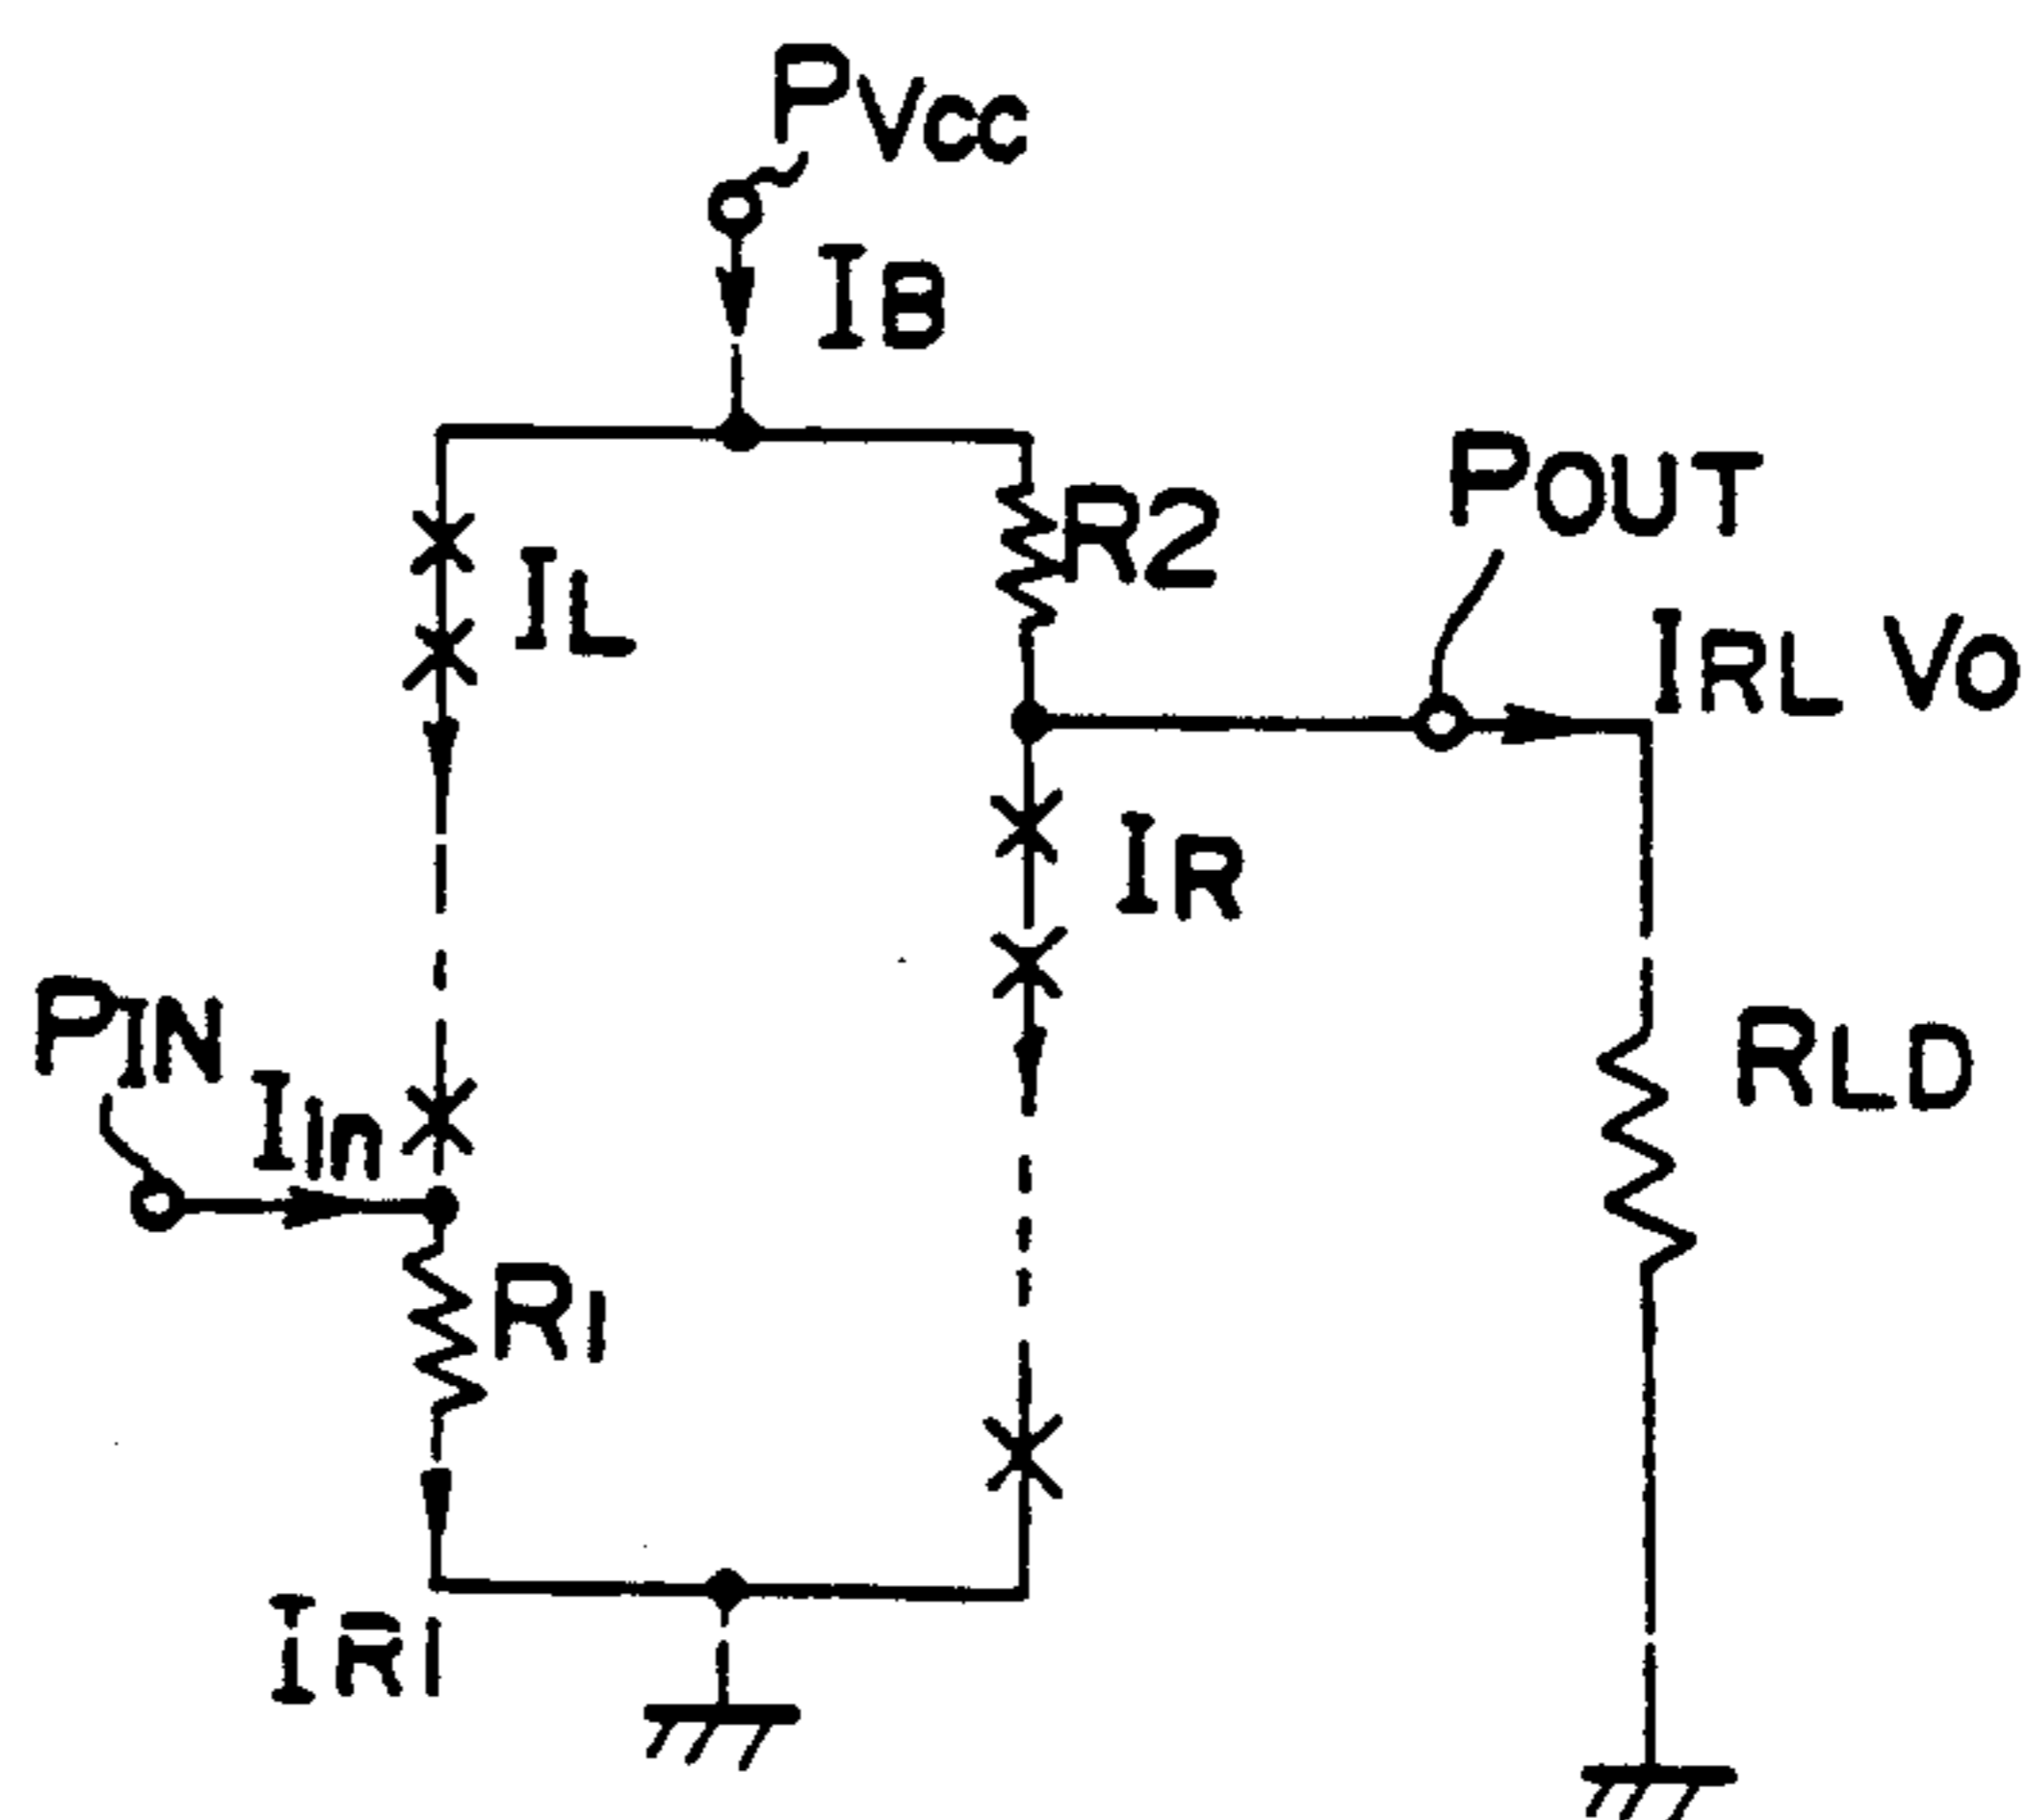 PVCC
IB
R2
POUT
IL
IRL VO
IR
PIN
Iin
RLD
R1
IR1